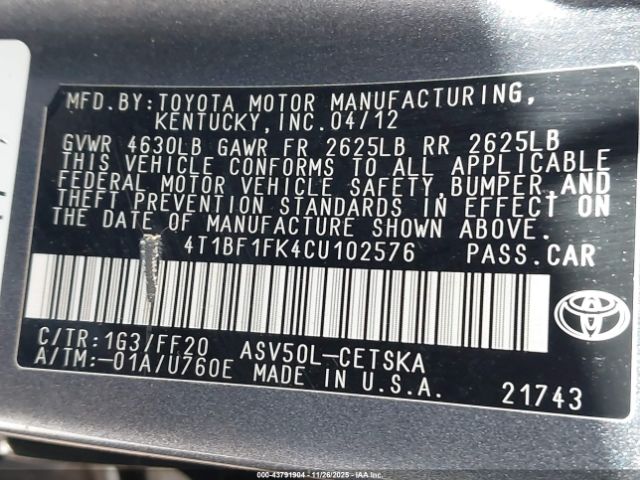 MFD.BY:TOYOTA MOTOR MANUFACTURING,
KENTUCKY,INC.04/12
GVWR 4630LB GAWR FR 2625LB RR 2625LB
THIS VEHICLE CONFORMS TO ALL APPLICABLE
FEDERAL MOTOR VEHICLE SAFETY,BUMPER,AND
THEFT PREVENTION STANDARDS IN EFFECT ON
THE DATE OF MANUFACTURE SHOWN ABOVE.
4T1BF1FK4CU102576 PASS.CAR
C/TR:1G3/FF20 ASV50L-CETSKA
A/TM:-01A/U760E MADE IN U.S.A.
21743
000-43791904 | 11/26/2025 | IAAI.COM